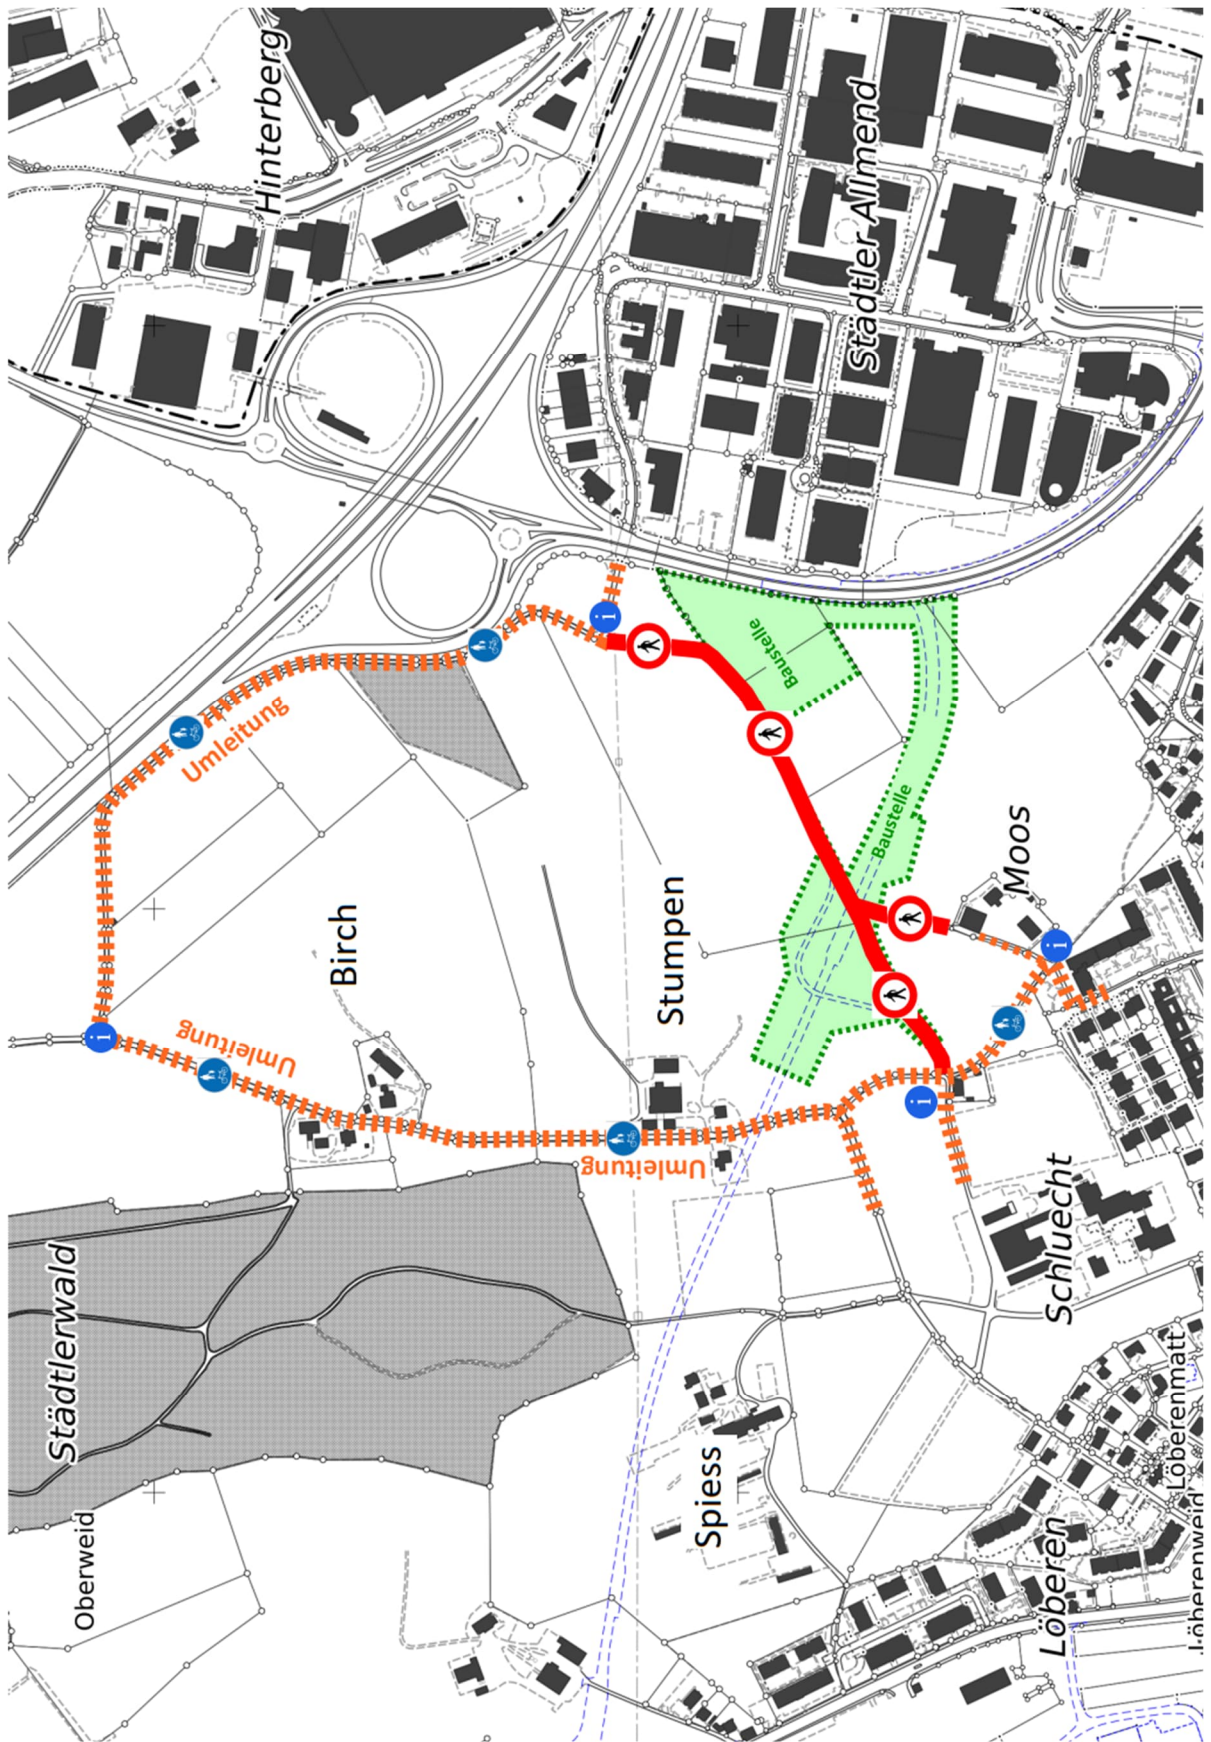 Hinterberg
Städtler Allmend
Baustelle
Umleitung
Baustelle
Moos
Birch
Stumpen
Umleitung
Umleitung
Schluecht
Städtlerwald
Oberweid
Spiess
Löberen
Löberenmatt
Löberenweid
i
i
i
i